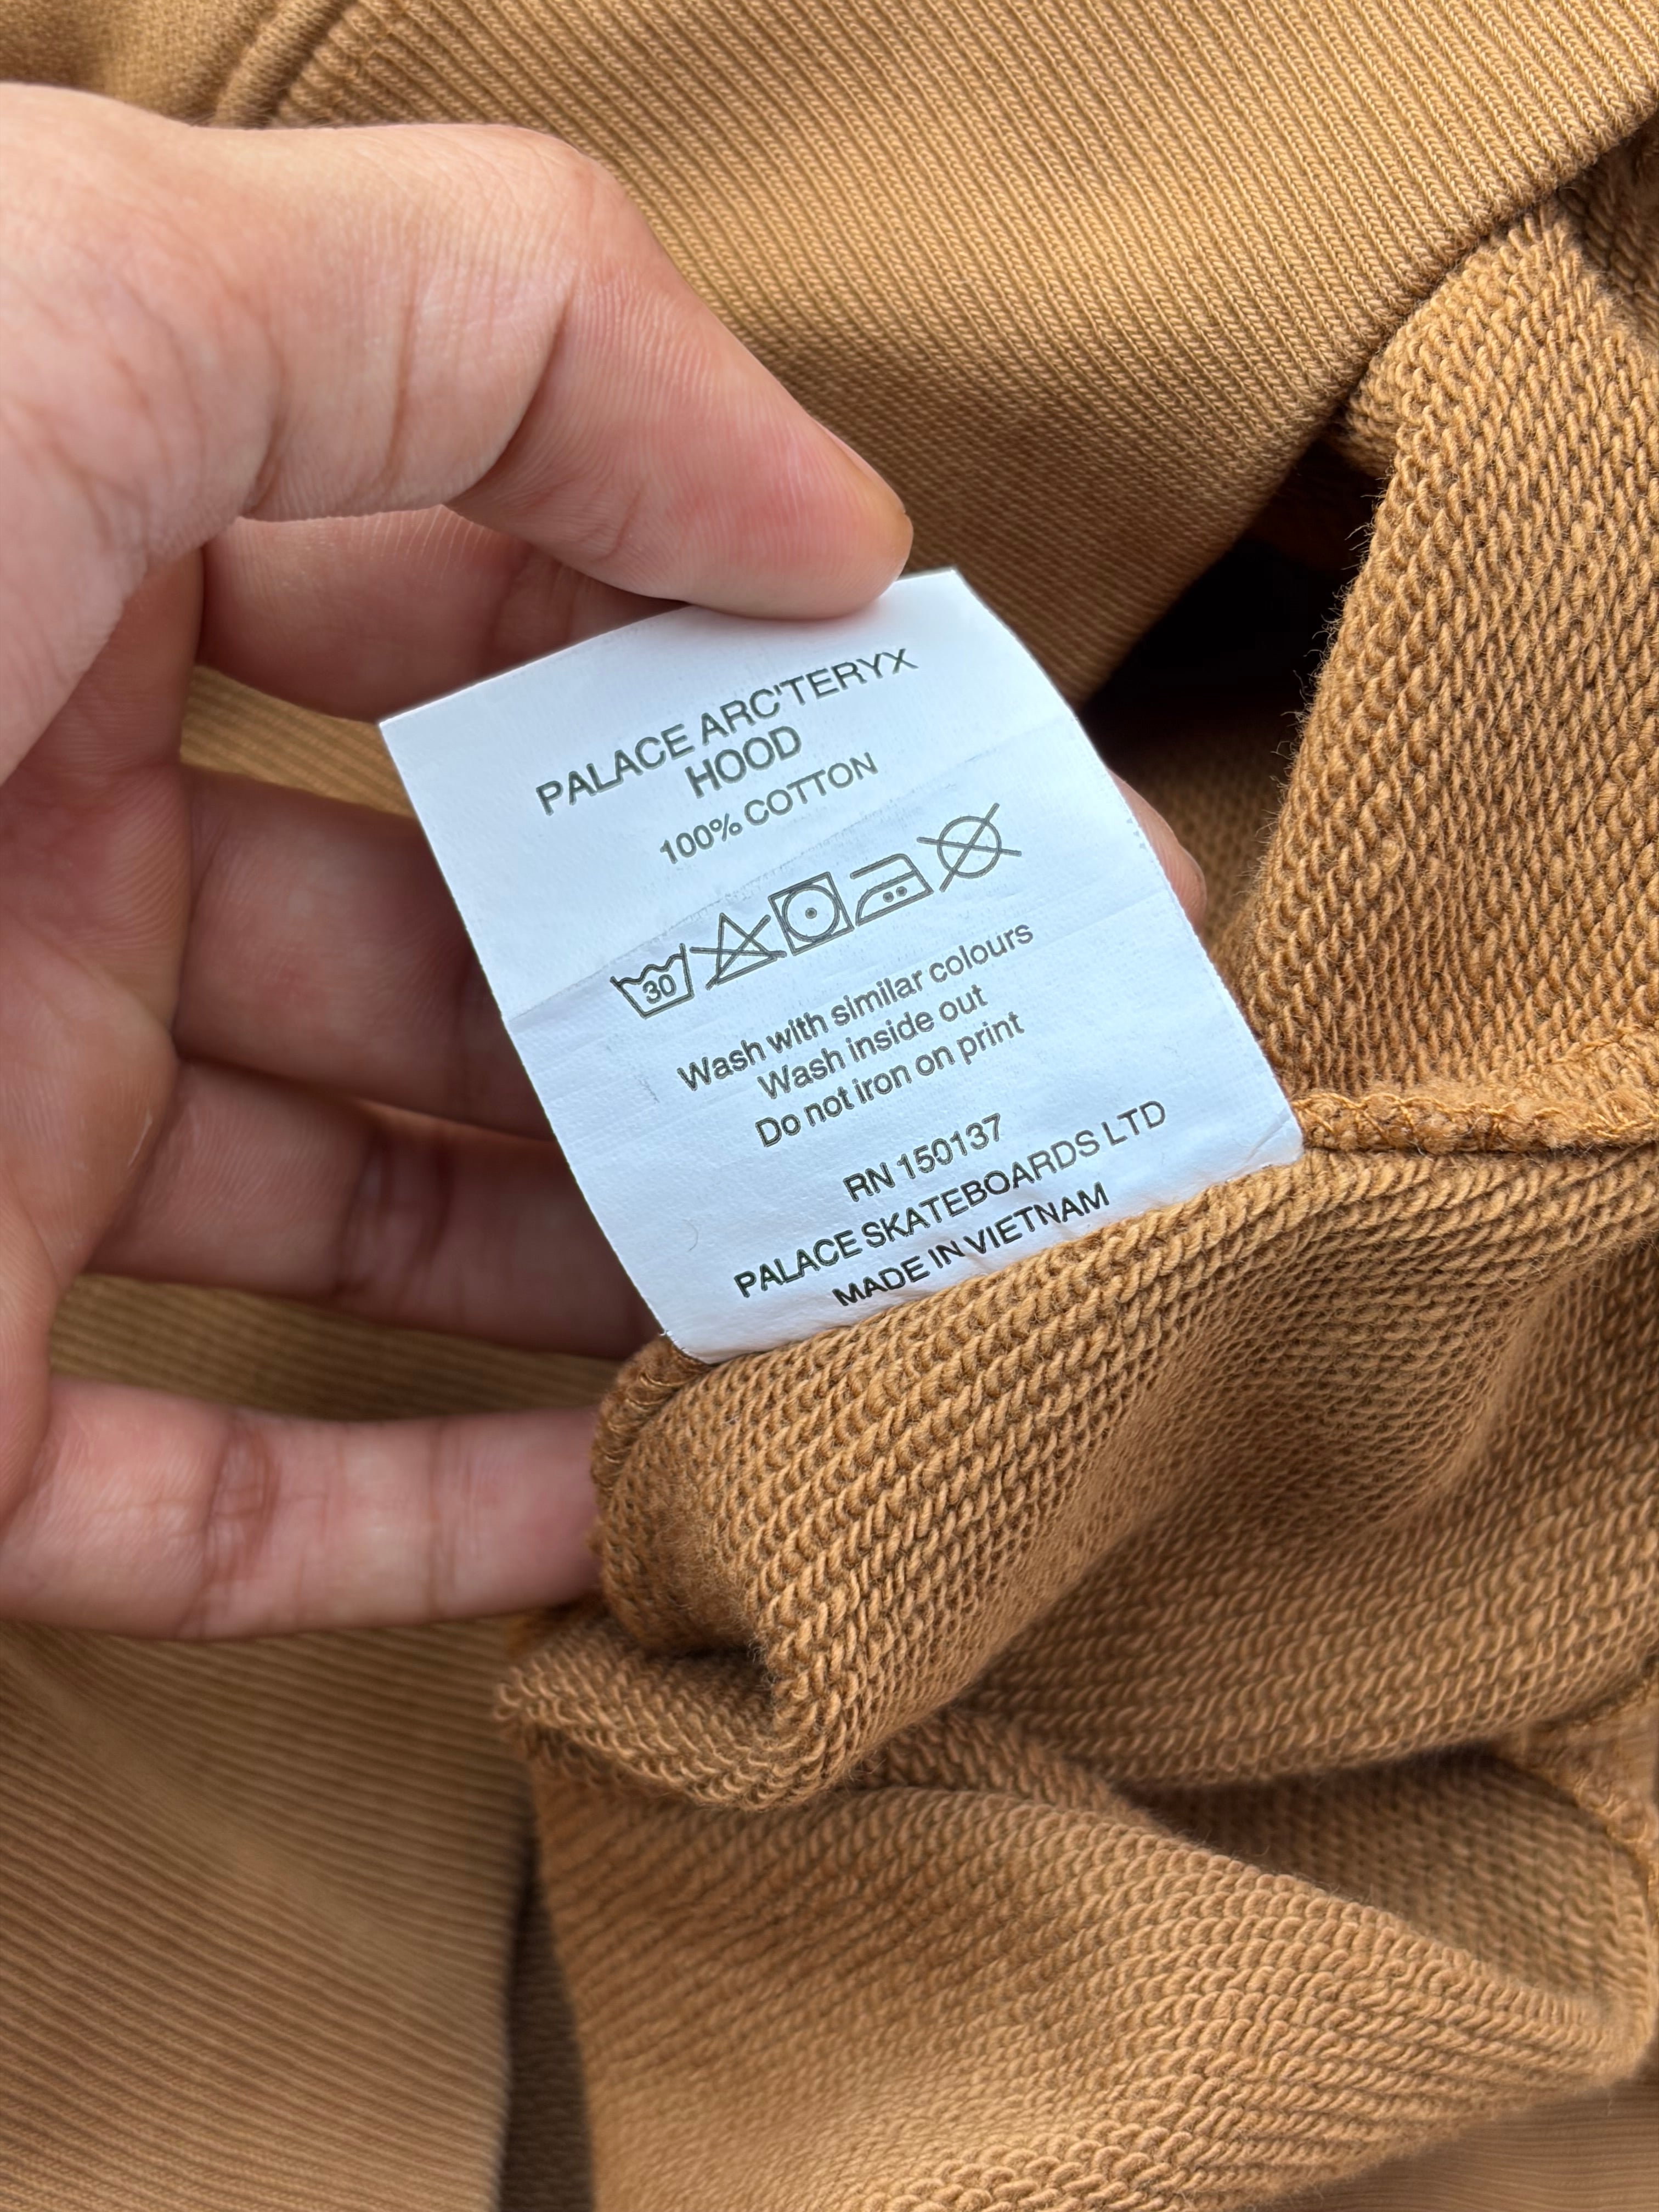 PALACE ARC'TERYX
HOOD
100% COTTON
30
Wash with similar colours
Wash inside out
Do not iron on print
RN 150137
PALACE SKATEBOARDS LTD
MADE IN VIETNAM